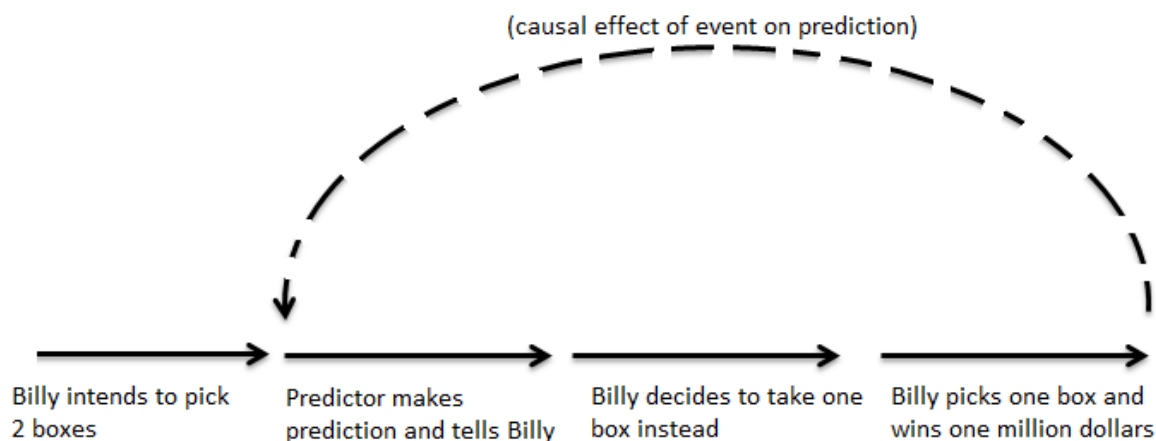 (causal effect of event on prediction)
Billy intends to pick
2 boxes
Predictor makes
prediction and tells Billy
Billy decides to take one
box instead
Billy picks one box and
wins one million dollars